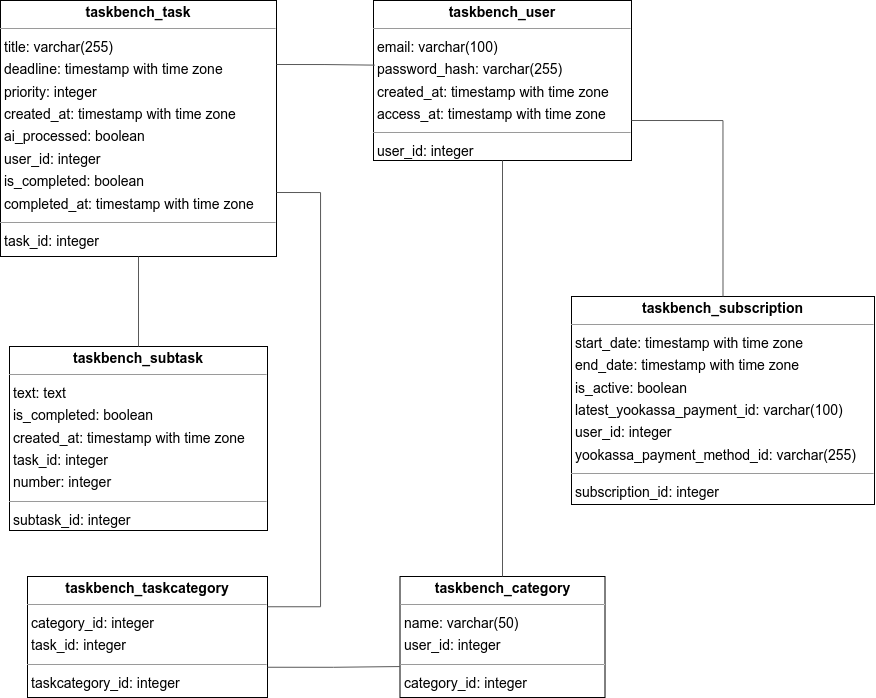 taskbench_task
title: varchar(255)
deadline: timestamp with time zone
priority: integer
created_at: timestamp with time zone
ai_processed: boolean
user_id: integer
is_completed: boolean
completed_at: timestamp with time zone
task_id: integer
taskbench_user
email: varchar(100)
password_hash: varchar(255)
created_at: timestamp with time zone
access_at: timestamp with time zone
user_id: integer
taskbench_subscription
start_date: timestamp with time zone
end_date: timestamp with time zone
is_active: boolean
latest_yookassa_payment_id: varchar(100)
user_id: integer
yookassa_payment_method_id: varchar(255)
subscription_id: integer
taskbench_subtask
text: text
is_completed: boolean
created_at: timestamp with time zone
task_id: integer
number: integer
subtask_id: integer
taskbench_taskcategory
category_id: integer
task_id: integer
taskcategory_id: integer
taskbench_category
name: varchar(50)
user_id: integer
category_id: integer